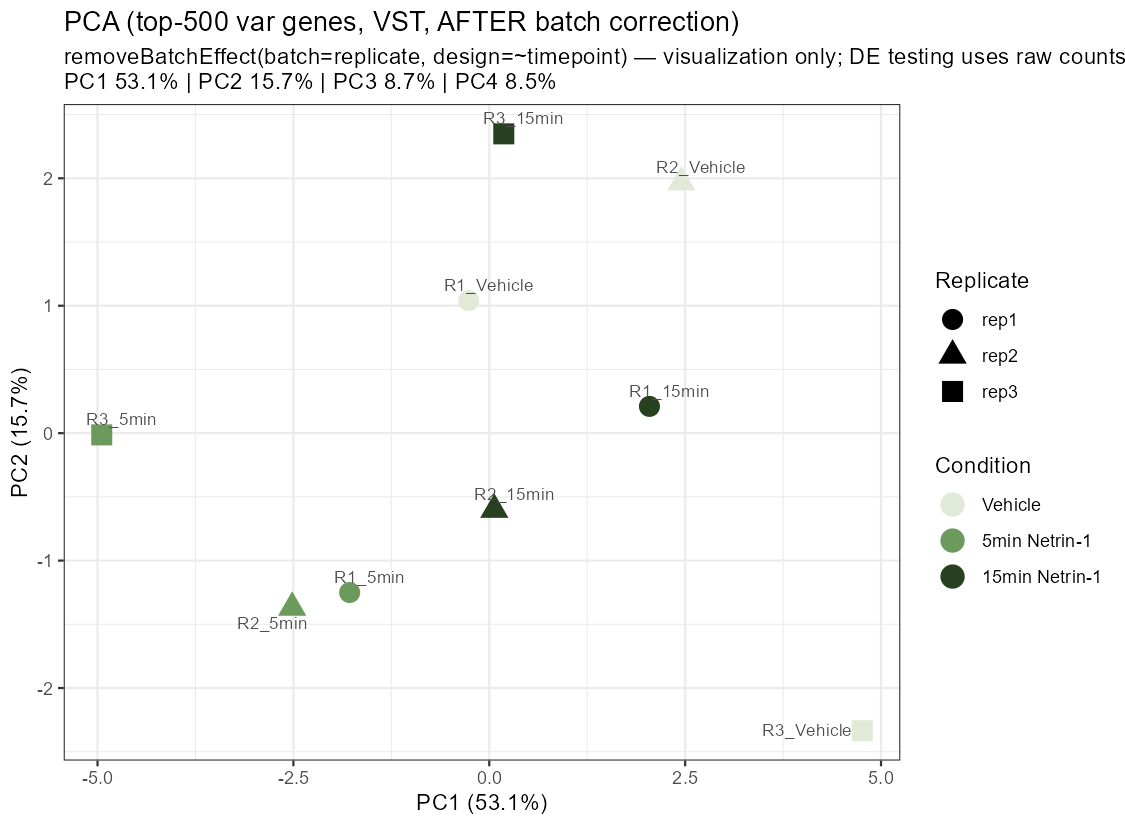 PCA (top-500 var genes, VST, AFTER batch correction)
removeBatchEffect(batch=replicate, design=~timepoint) — visualization only; DE testing uses raw counts
PC1 53.1% | PC2 15.7% | PC3 8.7% | PC4 8.5%
R3_15min
R2_Vehicle
R1_Vehicle
R1_15min
R3_5min
R2_15min
R1_5min
R2_5min
R3_Vehicle
2
1
0
-1
-2
PC2 (15.7%)
-5.0
-2.5
0.0
2.5
5.0
PC1 (53.1%)
Replicate
rep1
rep2
rep3
Condition
Vehicle
5min Netrin-1
15min Netrin-1